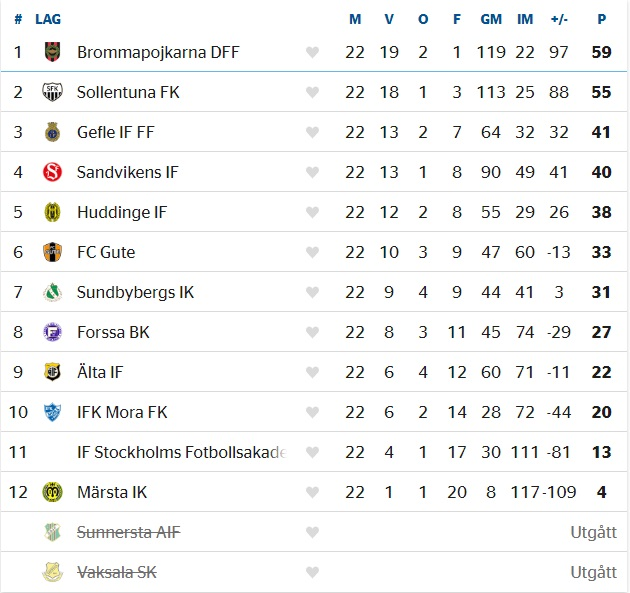 # LAG M V O F GM IM +/- P
1 Brommapojkarna DFF 22 19 2 1 119 22 97 59
2 Sollentuna FK 22 18 1 3 113 25 88 55
3 Gefle IF FF 22 13 2 7 64 32 32 41
4 Sandvikens IF 22 13 1 8 90 49 41 40
5 Huddinge IF 22 12 2 8 55 29 26 38
6 FC Gute 22 10 3 9 47 60 -13 33
7 Sundbybergs IK 22 9 4 9 44 41 3 31
8 Forssa BK 22 8 3 11 45 74 -29 27
9 Älta IF 22 6 4 12 60 71 -11 22
10 IFK Mora FK 22 6 2 14 28 72 -44 20
11 IF Stockholms Fotbollsakade 22 4 1 17 30 111 -81 13
12 Märsta IK 22 1 1 20 8 117 -109 4
Sunnersta AIF Utgått
Vaksala SK Utgått